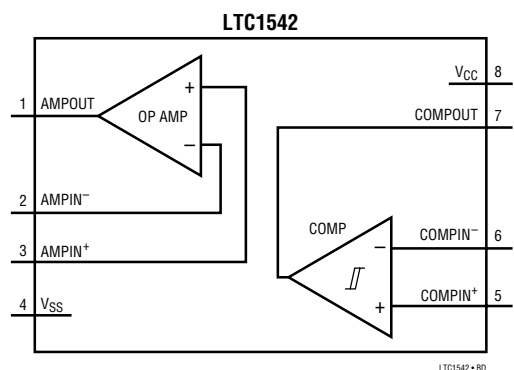 LTC1542
1 AMPOUT
OP AMP
+
−
2 AMPIN−
3 AMPIN+
4 VSS
VCC 8
COMPOUT 7
COMP
−
+
COMPIN− 6
COMPIN+ 5
LTC1542 • BD